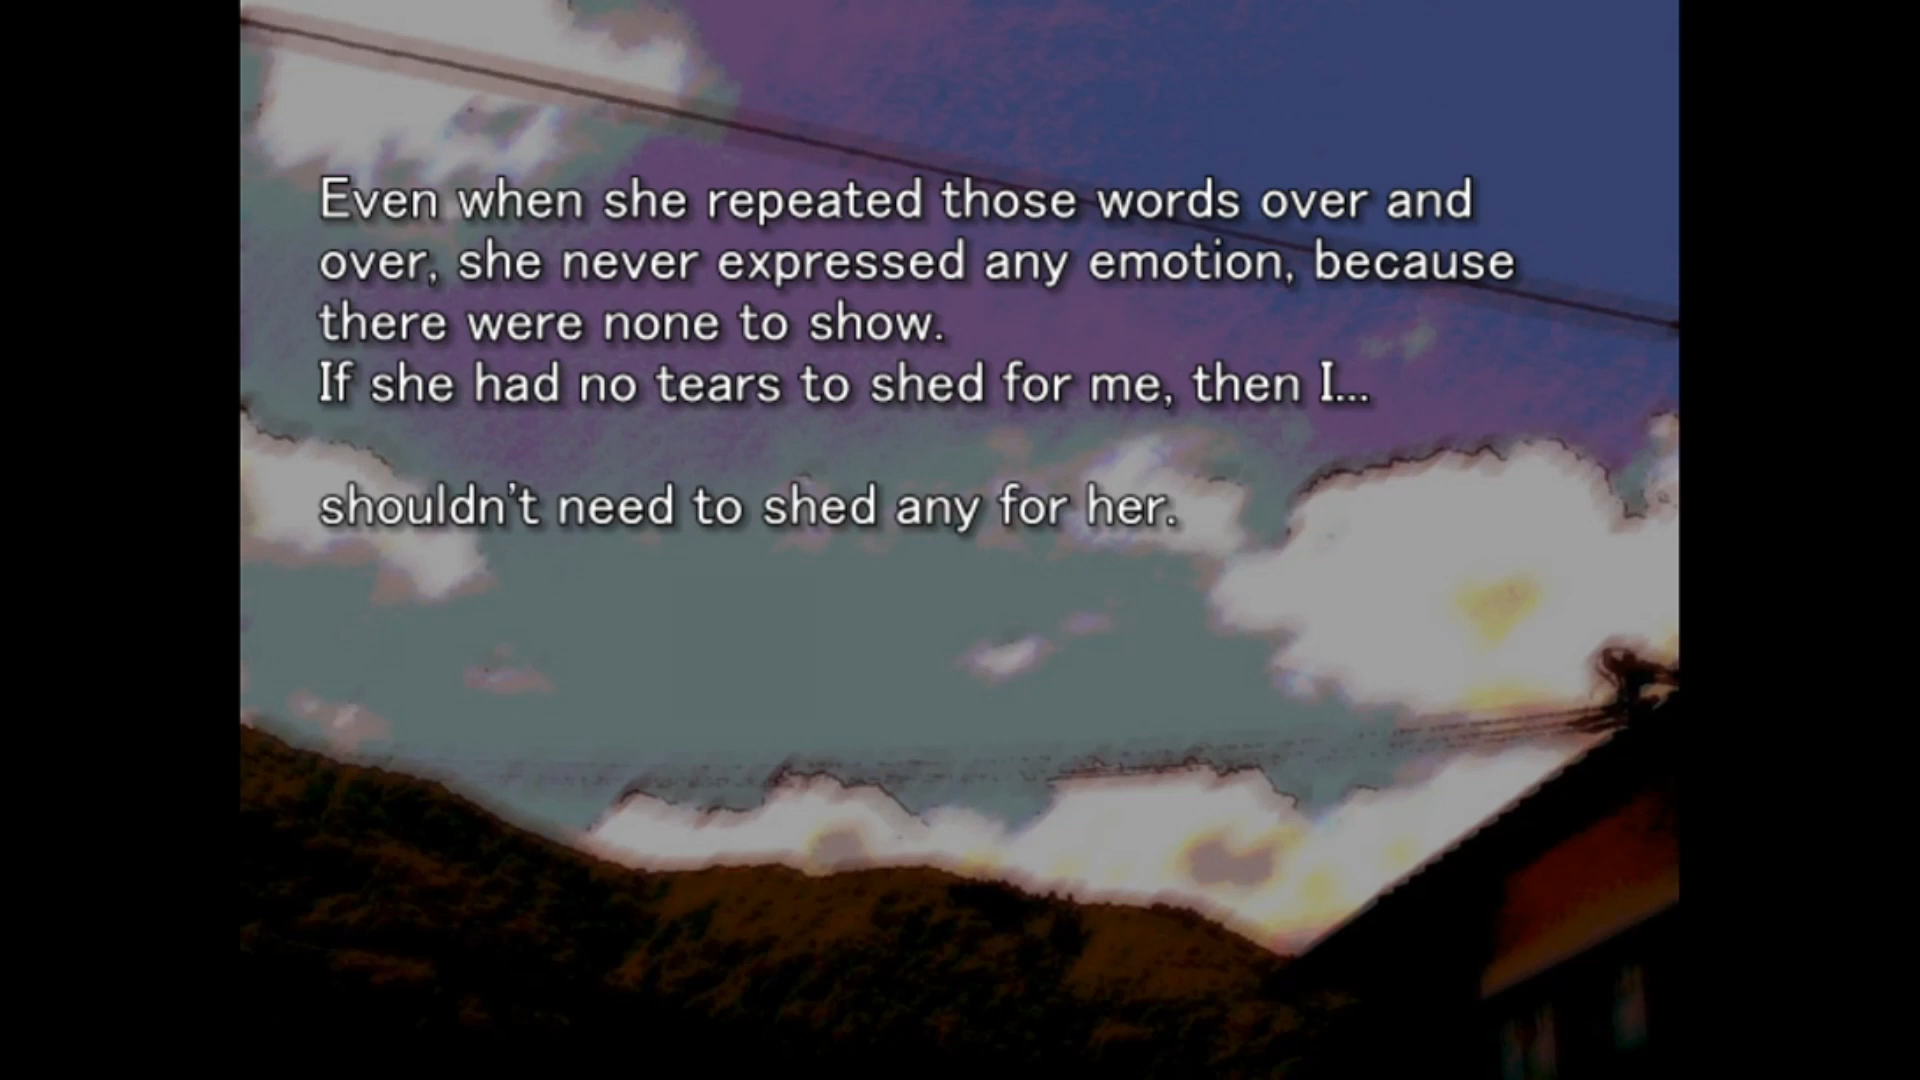 Even when she repeated those words over and
over, she never expressed any emotion, because
there were none to show.
If she had no tears to shed for me, then I...
shouldn't need to shed any for her.